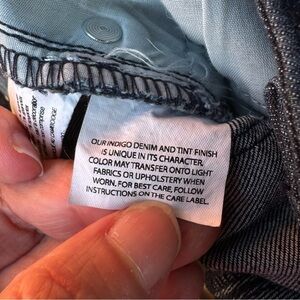 OUR INDIGO DENIM AND TINT FINISH
IS UNIQUE IN ITS CHARACTER.
COLOR MAY TRANSFER ONTO LIGHT
FABRICS OR UPHOLSTERY WHEN
WORN. FOR BEST CARE, FOLLOW
INSTRUCTIONS ON THE CARE LABEL.